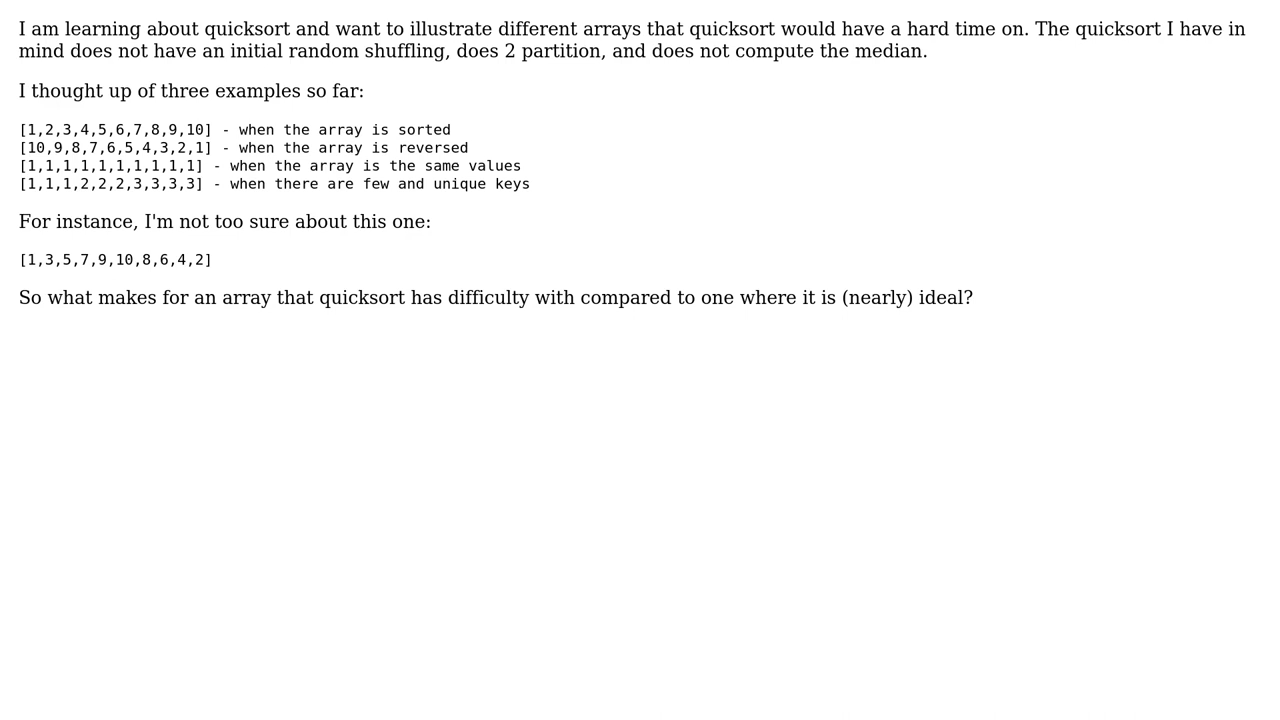 I am learning about quicksort and want to illustrate different arrays that quicksort would have a hard time on. The quicksort I have in
mind does not have an initial random shuffling, does 2 partition, and does not compute the median.
I thought up of three examples so far:
[1,2,3,4,5,6,7,8,9,10] - when the array is sorted
[10,9,8,7,6,5,4,3,2,1] - when the array is reversed
[1,1,1,1,1,1,1,1,1,1] - when the array is the same values
[1,1,1,2,2,2,3,3,3,3] - when there are few and unique keys
For instance, I'm not too sure about this one:
[1,3,5,7,9,10,8,6,4,2]
So what makes for an array that quicksort has difficulty with compared to one where it is (nearly) ideal?